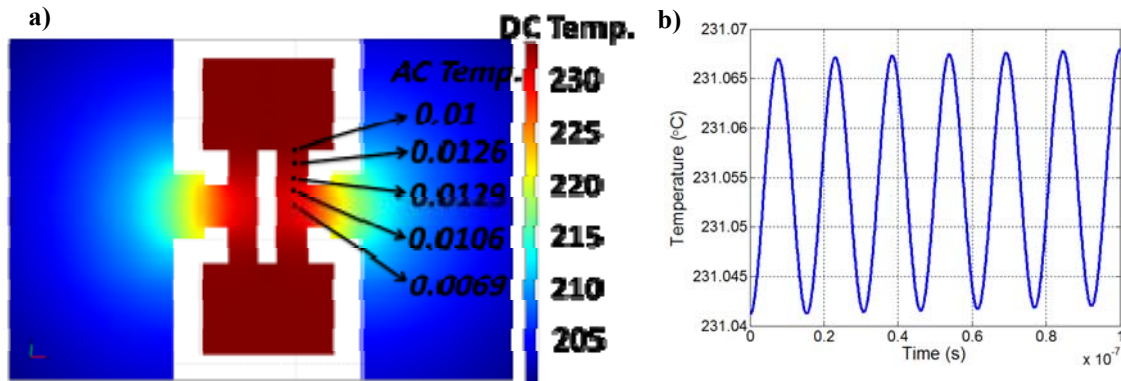 a)
DC Temp.
AC Temp.
0.01
0.0126
0.0129
0.0106
0.0069
230
225
220
215
210
205
b)
231.07
231.065
231.06
231.055
231.05
231.045
231.04
Temperature (°C)
0 0.2 0.4 0.6 0.8 1
Time (s)
x 10⁻⁷